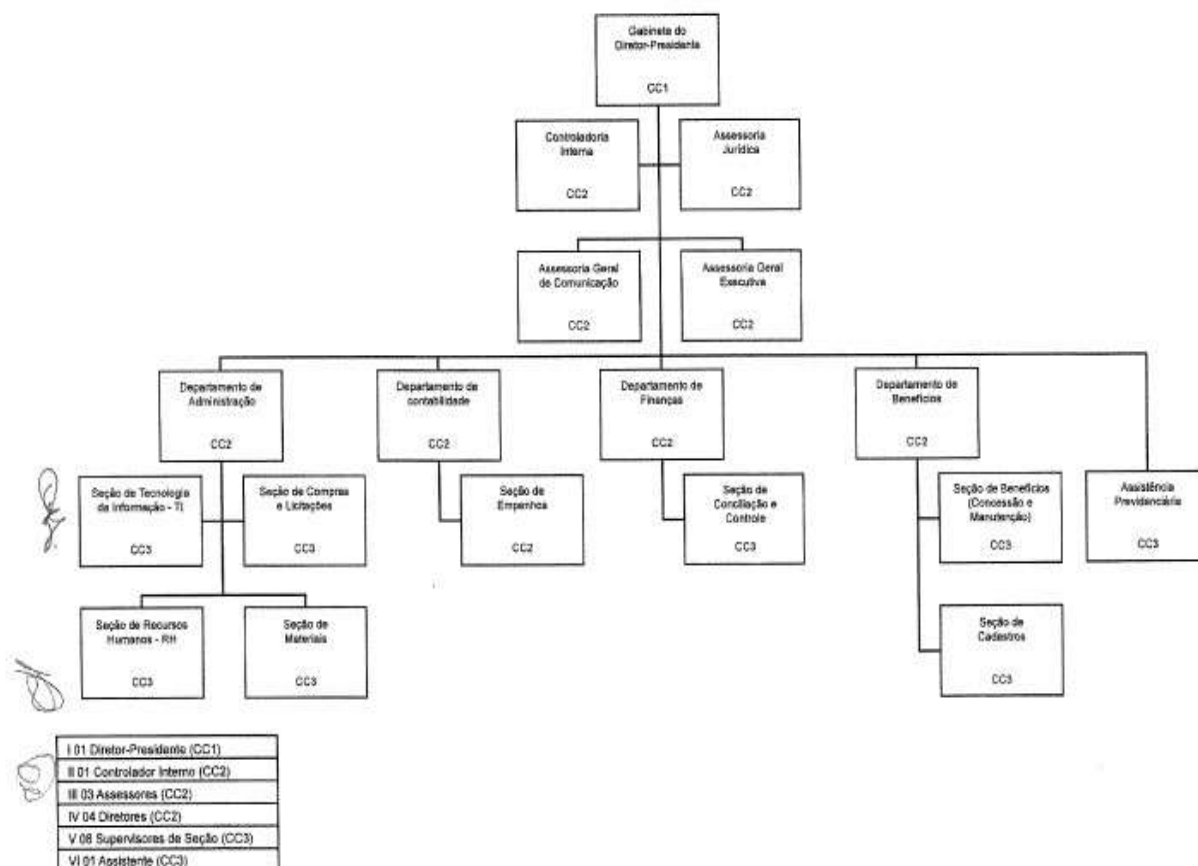 Gabinete do
Diretor-Presidente
CC1
Controladoria
Interna
CC2
Assessoria
Jurídica
CC2
Assessoria Geral
de Comunicação
CC2
Assessoria Geral
Executiva
CC2
Departamento de
Administração
CC2
Departamento de
contabilidade
CC2
Departamento de
Finanças
CC2
Departamento de
Benefícios
CC2
Seção de Tecnologia
da Informação - TI
CC3
Seção de Compras
e Licitações
CC3
Seção de
Empenhos
CC2
Seção de
Conciliação e
Controle
CC3
Seção de Benefícios
(Concessão e
Manutenção)
CC3
Assistência
Previdenciária
CC3
Seção de Recursos
Humanos - RH
CC3
Seção de
Materiais
CC3
Seção de
Cadastros
CC3
I 01 Diretor-Presidente (CC1)
II 01 Controlador Interno (CC2)
III 03 Assessores (CC2)
IV 04 Diretores (CC2)
V 08 Supervisores de Seção (CC3)
VI 01 Assistente (CC3)